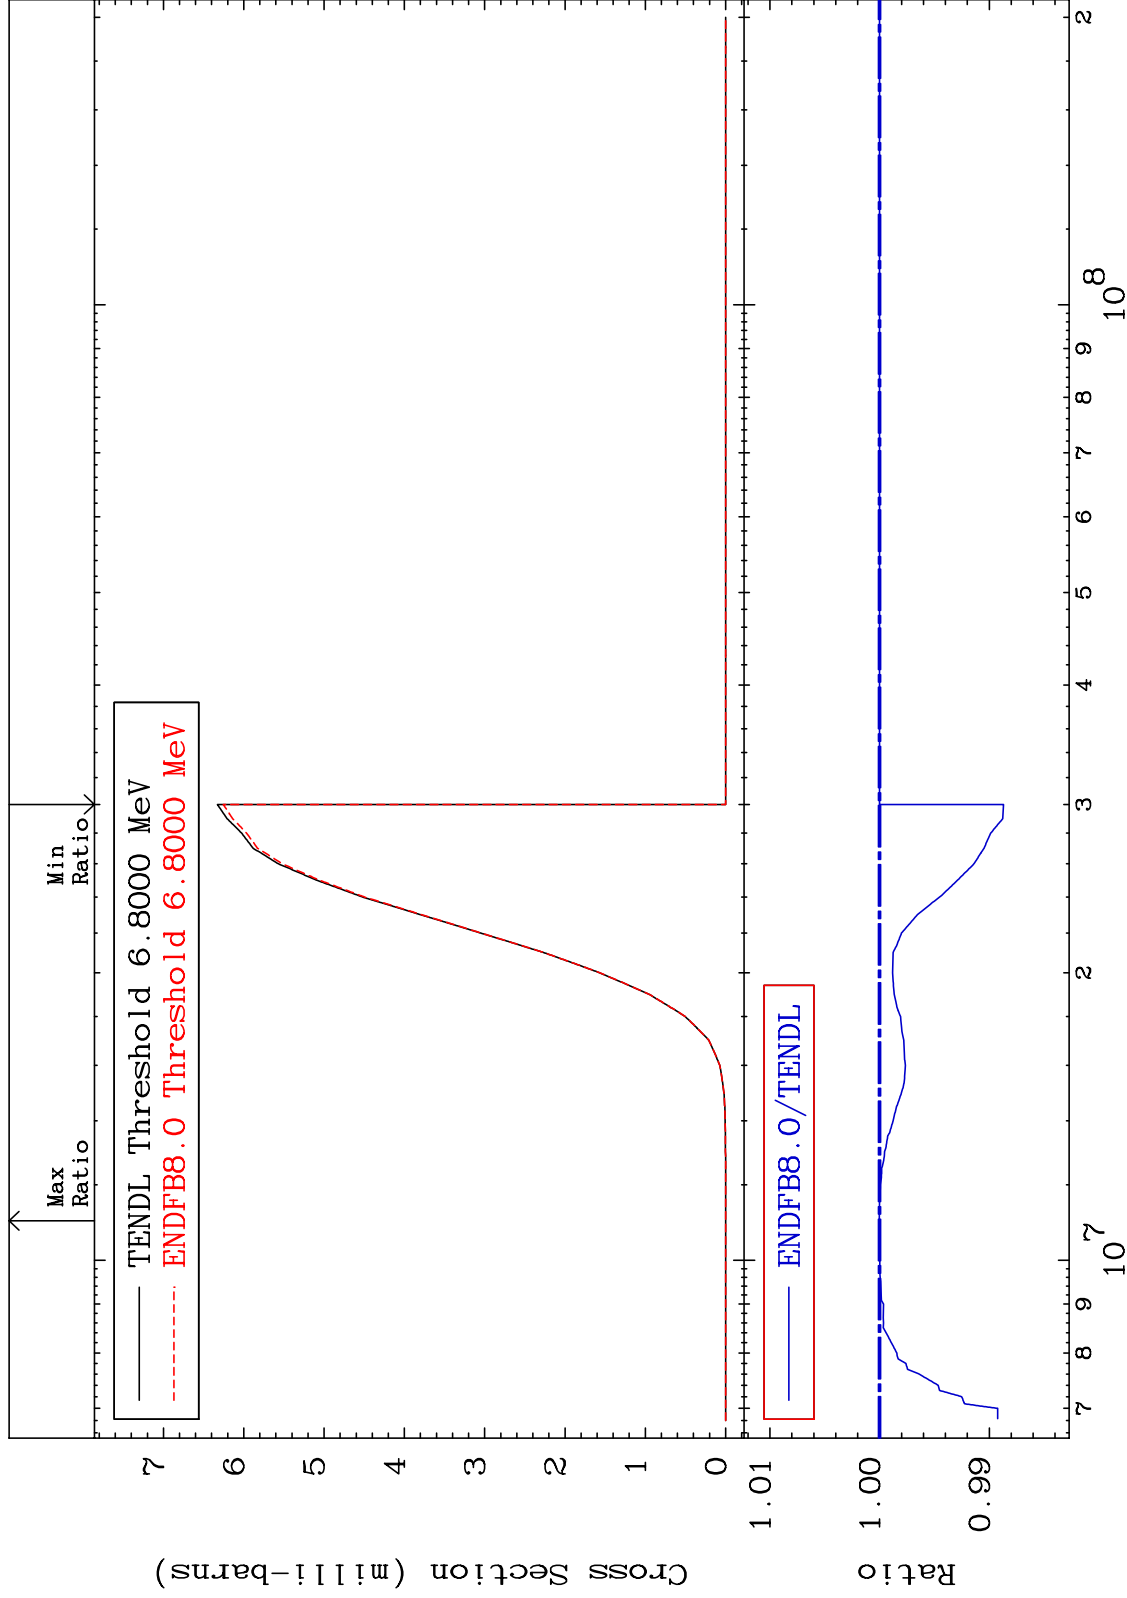 Max
Ratio
Min
Ratio
TENDL Threshold 6.8000 MeV
ENDFB8.0 Threshold 6.8000 MeV
7
6
5
4
3
2
1
0
Cross Section (milli-barns)
ENDFB8.0/TENDL
1.01
1.00
0.99
Ratio
7
8
9
10^7
2
3
4
5
6
7
8
9
10^8
2